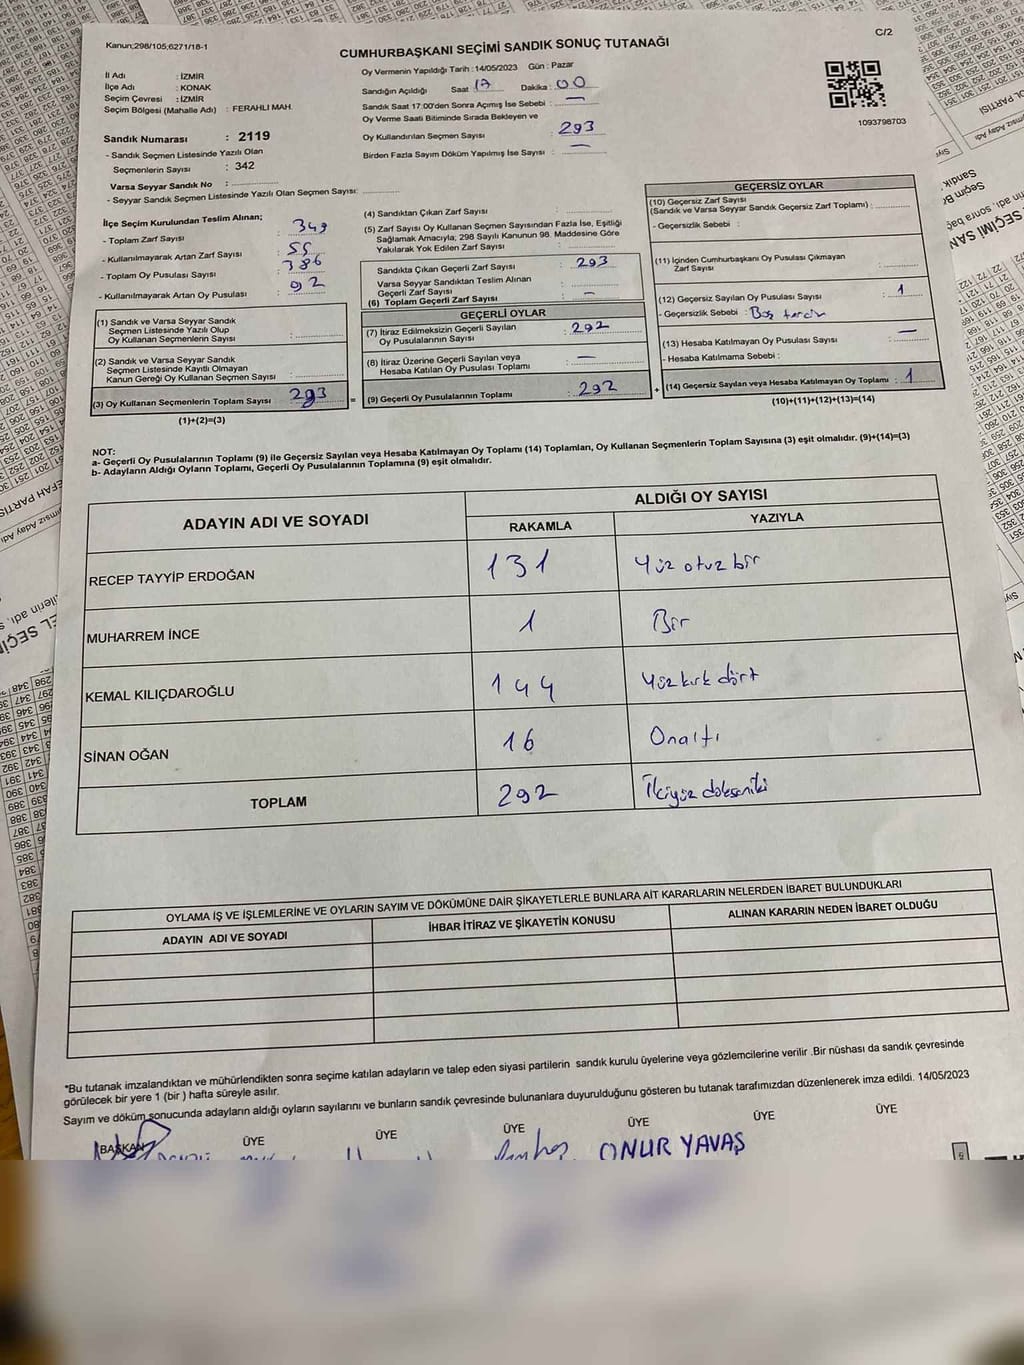 Kanun;298/105;6271/18-1
C/2
CUMHURBAŞKANI SEÇİMİ SANDIK SONUÇ TUTANAĞI
İl Adı : İZMİR
İlçe Adı : KONAK
Seçim Çevresi : İZMİR
Seçim Bölgesi (Mahalle Adı) : FERAHLI MAH.
Sandık Numarası : 2119
- Sandık Seçmen Listesinde Yazılı Olan
Seçmenlerin Sayısı : 342
Varsa Seyyar Sandık No :
- Seyyar Sandık Seçmen Listesinde Yazılı Olan Seçmen Sayısı:
Oy Vermenin Yapıldığı Tarih : 14/05/2023 Gün : Pazar
Sandığın Açıldığı Saat : 17 Dakika : 00
Sandık Saat 17:00'den Sonra Açımış İse Sebebi : —
Oy Verme Saati Bitiminde Sırada Bekleyen ve
Oy Kullandırılan Seçmen Sayısı : 293
Birden Fazla Sayım Döküm Yapılmış İse Sayısı : —
1093798703
İlçe Seçim Kurulundan Teslim Alınan;
- Toplam Zarf Sayısı : 349
- Kullanılmayarak Artan Zarf Sayısı : 55
- Toplam Oy Pusulası Sayısı : 386
- Kullanılmayarak Artan Oy Pusulası : 92
(1) Sandık ve Varsa Seyyar Sandık
Seçmen Listesinde Yazılı Olup
Oy Kullanan Seçmenlerin Sayısı :
(2) Sandık ve Varsa Seyyar Sandık
Seçmen Listesinde Kayıtlı Olmayan
Kanun Gereği Oy Kullanan Seçmen Sayısı :
(3) Oy Kullanan Seçmenlerin Toplam Sayısı : 293 =
(1)+(2)=(3)
(4) Sandıktan Çıkan Zarf Sayısı :
(5) Zarf Sayısı Oy Kullanan Seçmen Sayısından Fazla İse, Eşitliği
Sağlamak Amacıyla; 298 Sayılı Kanunun 98. Maddesine Göre
Yakılarak Yok Edilen Zarf Sayısı :
Sandıkta Çıkan Geçerli Zarf Sayısı : 293
Varsa Seyyar Sandıktan Teslim Alınan
Geçerli Zarf Sayısı :
(6) Toplam Geçerli Zarf Sayısı : —
GEÇERLİ OYLAR
(7) İtiraz Edilmeksizin Geçerli Sayılan
Oy Pusulalarının Sayısı : 292
(8) İtiraz Üzerine Geçerli Sayılan veya
Hesaba Katılan Oy Pusulası Toplamı : —
(9) Geçerli Oy Pusulalarının Toplamı : 292 +
GEÇERSİZ OYLAR
(10) Geçersiz Zarf Sayısı
(Sandık ve Varsa Seyyar Sandık Geçersiz Zarf Toplamı) :
- Geçersizlik Sebebi :
(11) İçinden Cumhurbaşkanı Oy Pusulası Çıkmayan
Zarf Sayısı :
(12) Geçersiz Sayılan Oy Pusulası Sayısı : 1
- Geçersizlik Sebebi : Boş
(13) Hesaba Katılmayan Oy Pusulası Sayısı : —
- Hesaba Katılmama Sebebi :
(14) Geçersiz Sayılan veya Hesaba Katılmayan Oy Toplamı : 1
(10)+(11)+(12)+(13)=(14)
NOT:
a- Geçerli Oy Pusulalarının Toplamı (9) ile Geçersiz Sayılan veya Hesaba Katılmayan Oy Toplamı (14) Toplamları, Oy Kullanan Seçmenlerin Toplam Sayısına (3) eşit olmalıdır. (9)+(14)=(3)
b- Adayların Aldığı Oyların Toplamı, Geçerli Oy Pusulalarının Toplamına (9) eşit olmalıdır.
ADAYIN ADI VE SOYADI ALDIĞI OY SAYISI
RAKAMLA YAZIYLA
RECEP TAYYİP ERDOĞAN 131 Yüz otuz bir
MUHARREM İNCE 1 Bir
KEMAL KILIÇDAROĞLU 144 Yüz kırk dört
SİNAN OĞAN 16 Onaltı
TOPLAM 292 İkiyüz doksaniki
OYLAMA İŞ VE İŞLEMLERİNE VE OYLARIN SAYIM VE DÖKÜMÜNE DAİR ŞİKAYETLERLE BUNLARA AİT KARARLARIN NELERDEN İBARET BULUNDUKLARI
ADAYIN ADI VE SOYADI İHBAR İTİRAZ VE ŞİKAYETİN KONUSU ALINAN KARARIN NEDEN İBARET OLDUĞU
*Bu tutanak imzalandıktan ve mühürlendikten sonra seçime katılan adayların ve talep eden siyasi partilerin sandık kurulu üyelerine veya gözlemcilerine verilir .Bir nüshası da sandık çevresinde
görülecek bir yere 1 (bir ) hafta süreyle asılır.
Sayım ve döküm sonucunda adayların aldığı oyların sayılarını ve bunların sandık çevresinde bulunanlara duyurulduğunu gösteren bu tutanak tarafımızdan düzenlenerek imza edildi. 14/05/2023
BAŞKAN ÜYE ÜYE ÜYE ÜYE ÜYE ÜYE
ONUR YAVAŞ